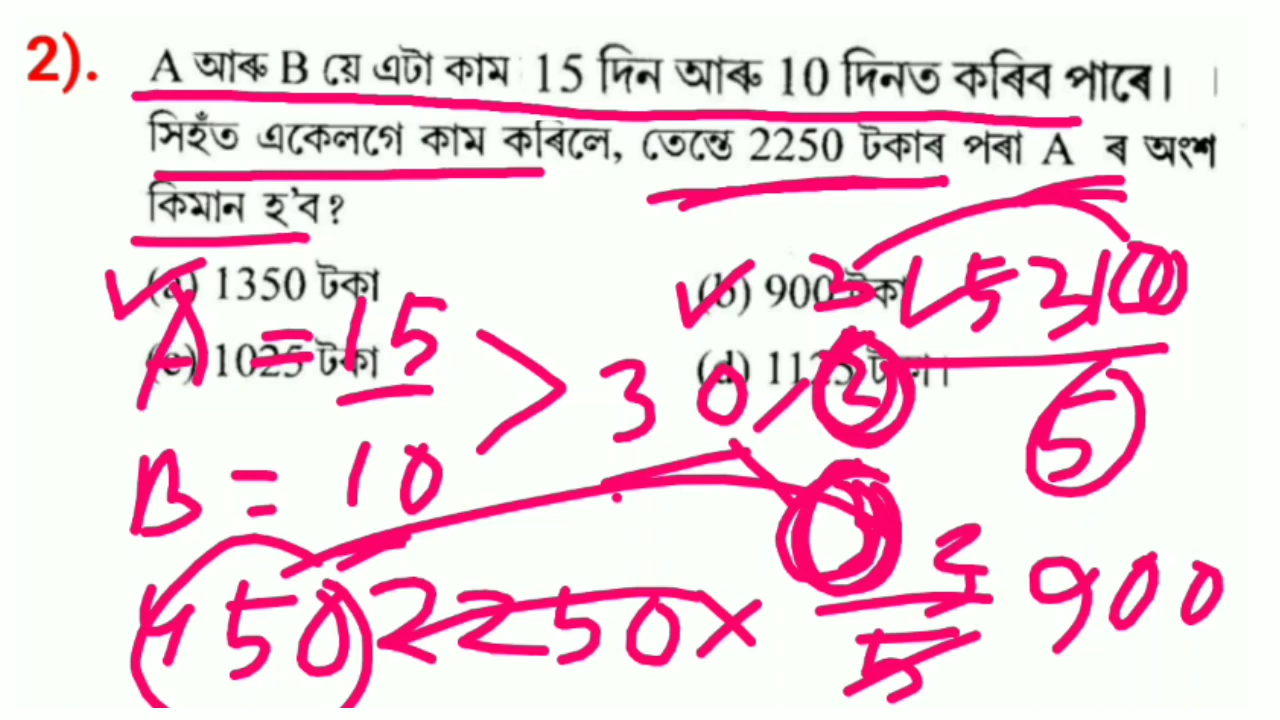 2). A আৰু B য়ে এটা কাম 15 দিন আৰু 10 দিনত কৰিব পাৰে।
সিহঁত একেলগে কাম কৰিলে, তেন্তে 2250 টকাৰ পৰা A ৰ অংশ
কিমান হ'ব?
(a) 1350 টকা (b) 900 টকা
(c) 1025 টকা (d) 1125 টকা।
A = 15
30
5
B = 10
450 2250 x 900